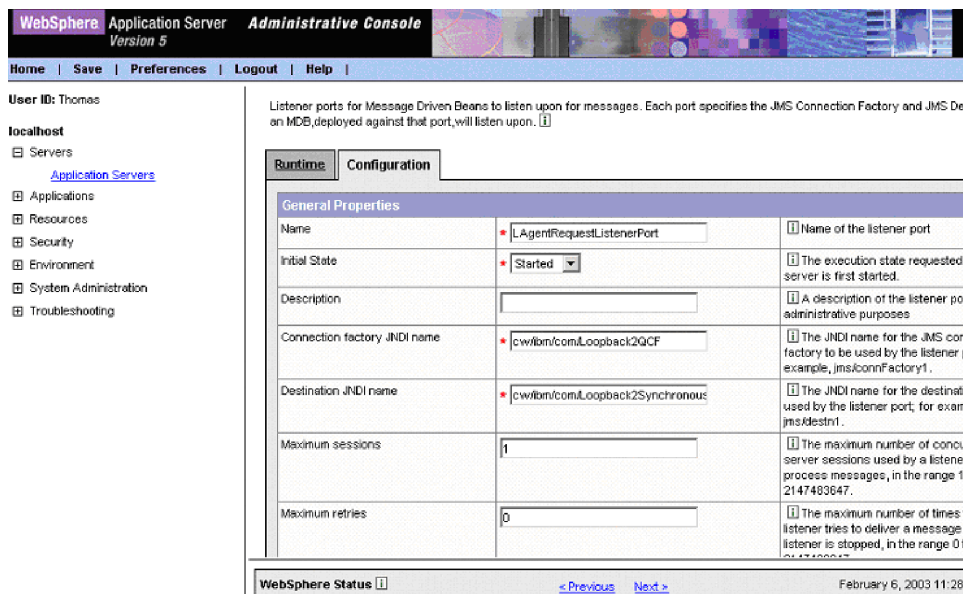 WebSphere Application Server Administrative Console
Version 5
Home | Save | Preferences | Logout | Help |
User ID: Thomas
localhost
Servers
Application Servers
Applications
Resources
Security
Environment
System Administration
Troubleshooting
Listener ports for Message Driven Beans to listen upon for messages. Each port specifies the JMS Connection Factory and JMS De
an MDB,deployed against that port,will listen upon. i
Runtime Configuration
General Properties
Name
* LAgentRequestListenerPort
i Name of the listener port
Initial State
* Started
i The execution state requested
server is first started.
Description
i A description of the listener po
administrative purposes
Connection factory JNDI name
* cw/ibm/com/Loopback2QCF
i The JNDI name for the JMS con
factory to be used by the listener
example, jms/connFactory1.
Destination JNDI name
* cw/ibm/com/Loopback2Synchronous
i The JNDI name for the destinati
used by the listener port; for exam
jms/destn1.
Maximum sessions
1
i The maximum number of concu
server sessions used by a listene
process messages, in the range 1
2147483647.
Maximum retries
0
i The maximum number of times
listener tries to deliver a message
listener is stopped, in the range 0
WebSphere Status i
< Previous Next >
February 6, 2003 11:28